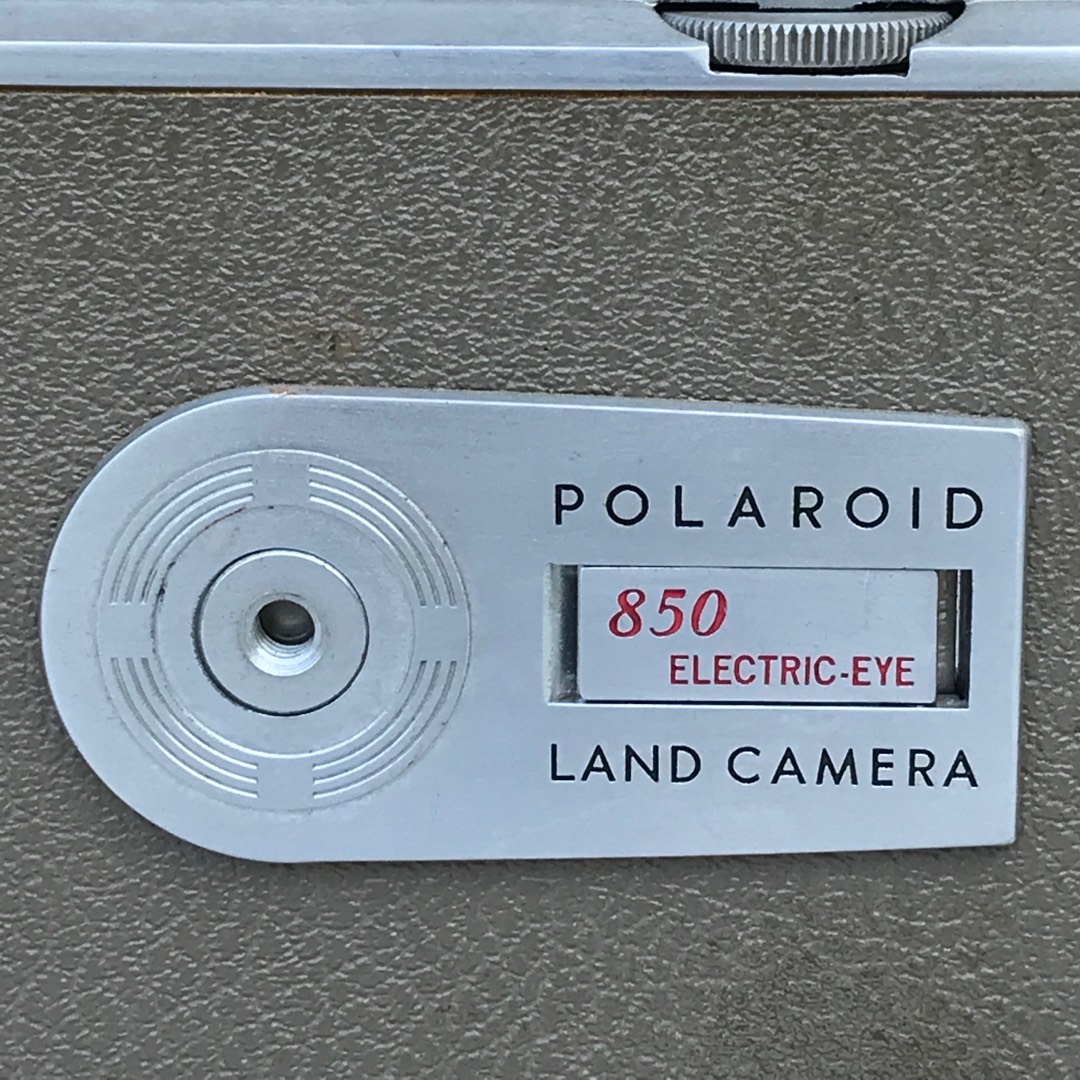 POLAROID
850
ELECTRIC-EYE
LAND CAMERA